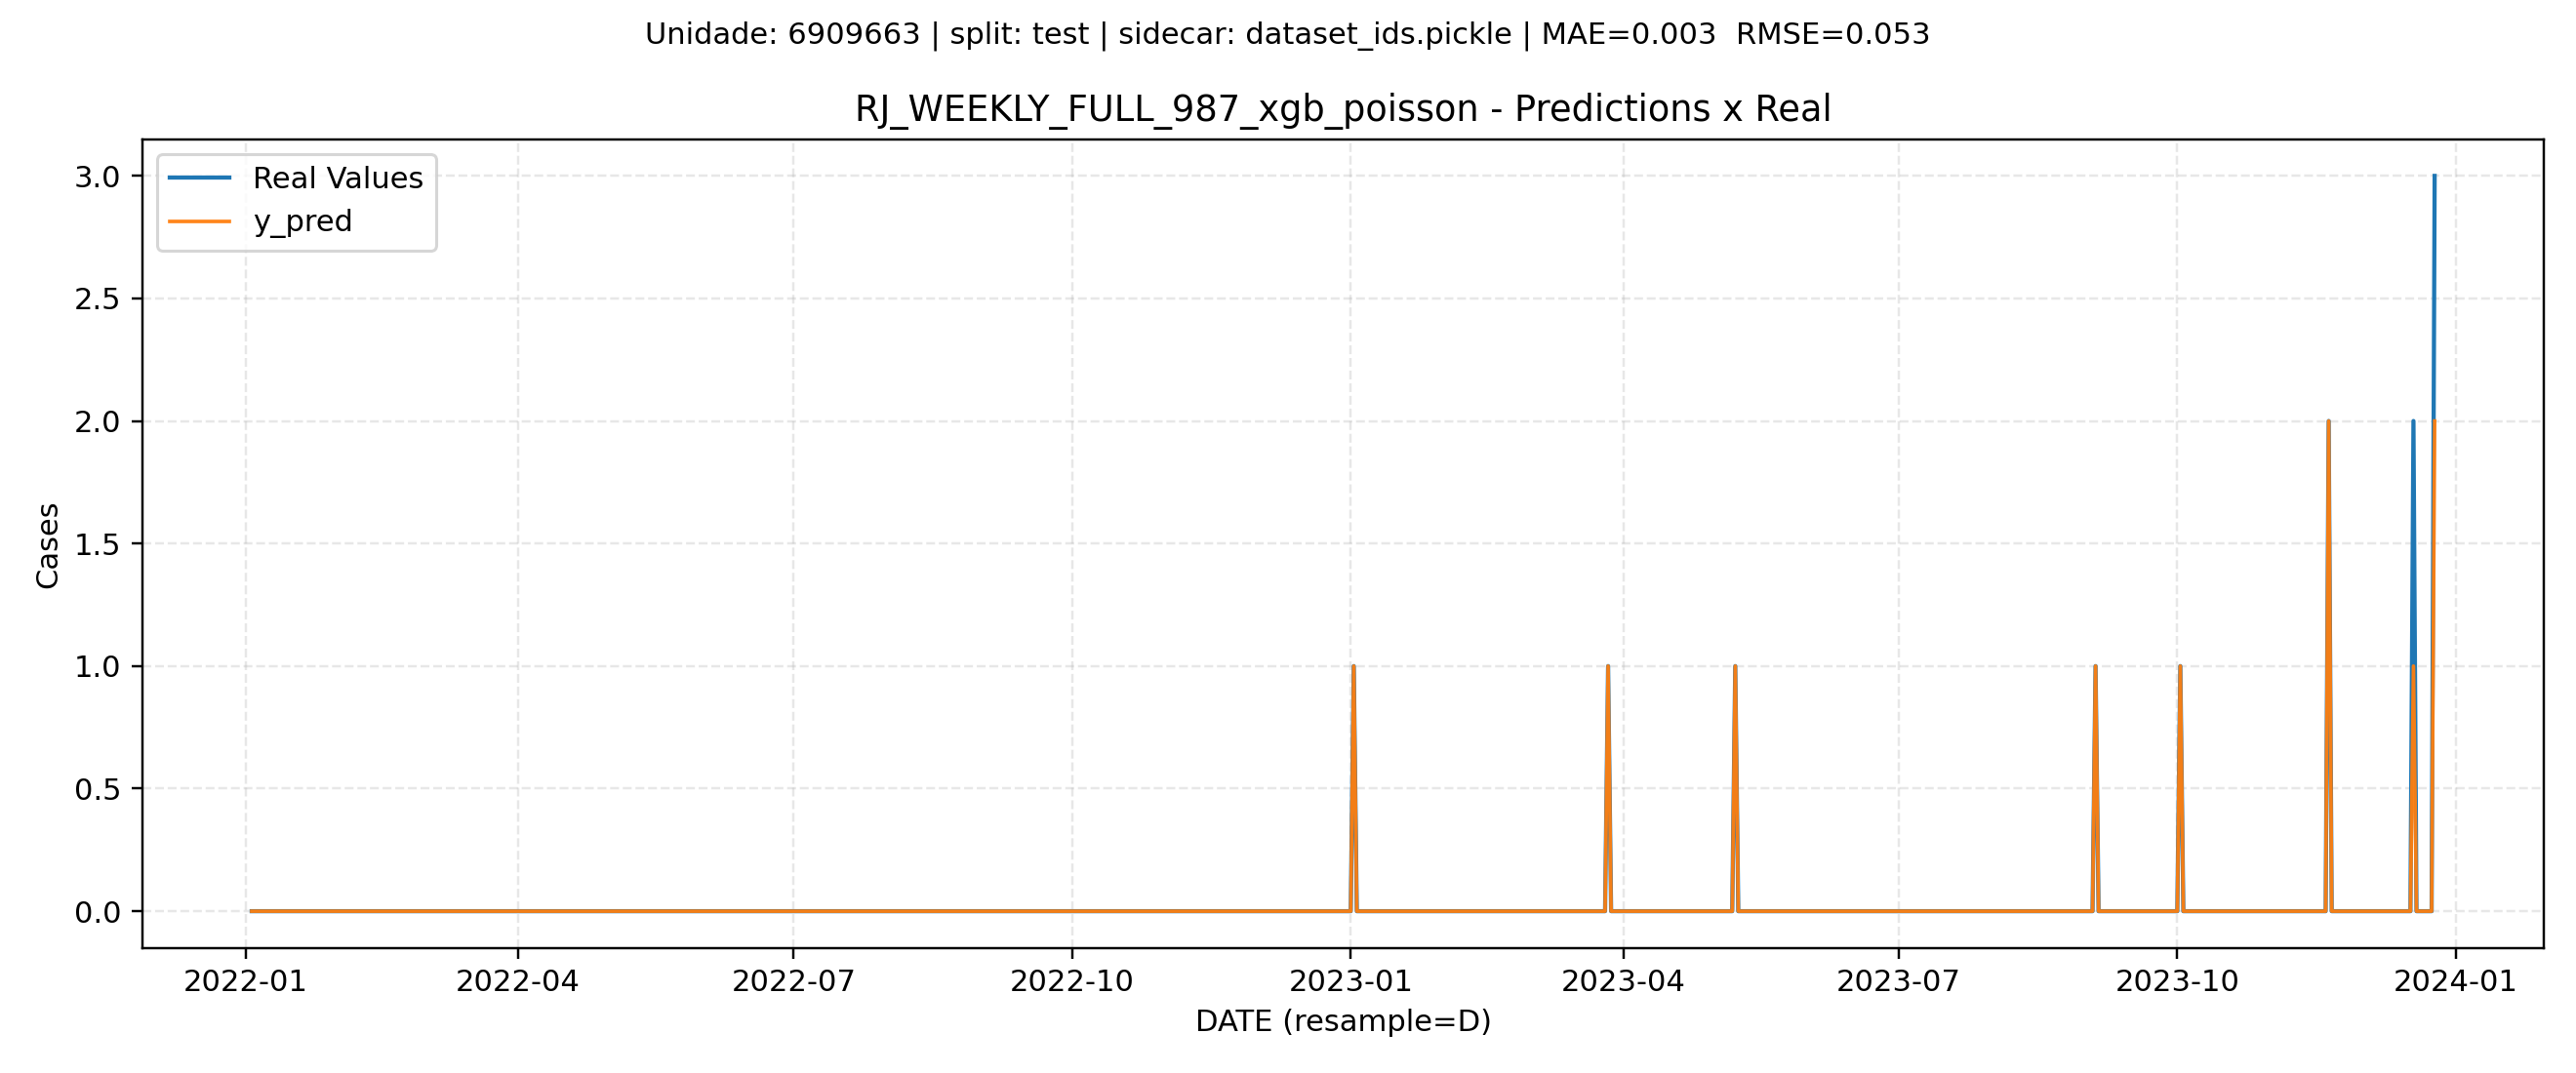 Unidade: 6909663 | split: test | sidecar: dataset_ids.pickle | MAE=0.003  RMSE=0.053
RJ_WEEKLY_FULL_987_xgb_poisson - Predictions x Real
Real Values
y_pred
3.0
2.5
2.0
1.5
1.0
0.5
0.0
Cases
2022-01
2022-04
2022-07
2022-10
2023-01
2023-04
2023-07
2023-10
2024-01
DATE (resample=D)